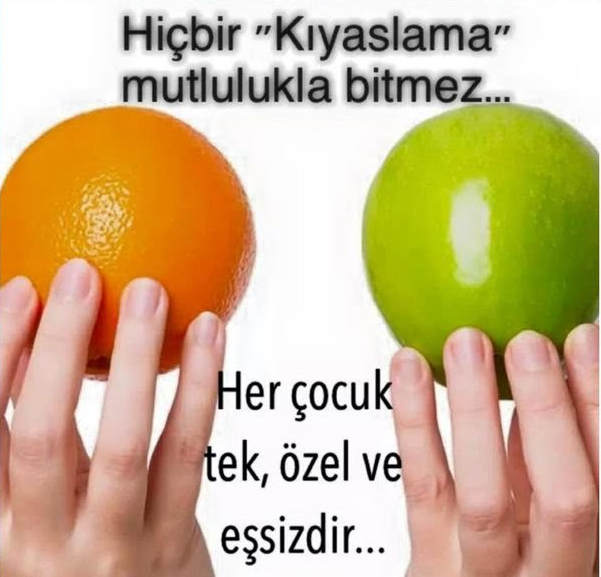 Hiçbir "Kıyaslama"
mutlulukla bitmez...
Her çocuk
tek, özel ve
eşsizdir...